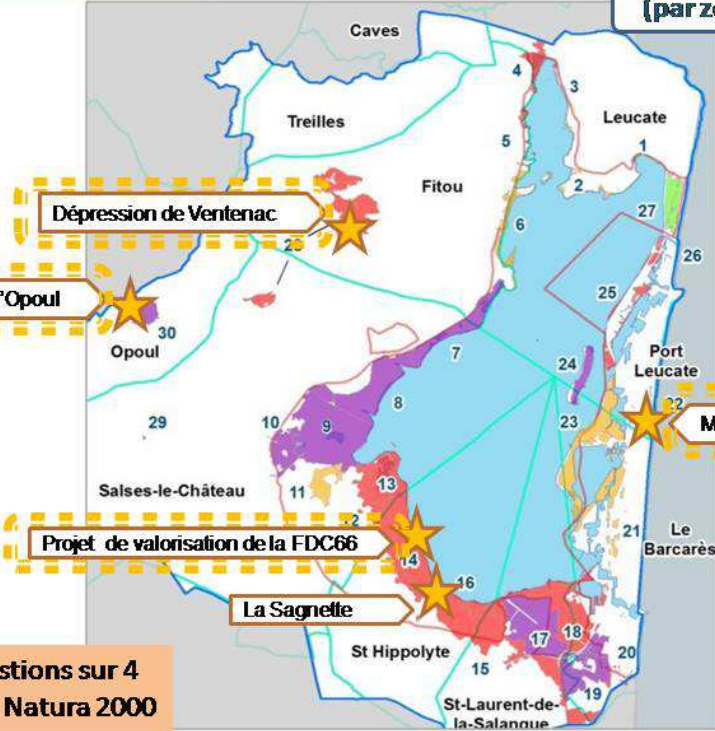 (par z
Caves
4
3
Treilles
Leucate
5
1
Fitou
2
Dépression de Ventenac
27
6
28
26
'Opoul
25
30
Opoul
7
Port
Leucate
24
8
22
M
29
10
9
23
11
13
Salses-le-Château
12
21
Le
Barcarès
Projet de valorisation de la FDC66
14
16
La Sagnette
18
17
St Hippolyte
20
15
stions sur 4
19
Natura 2000
St-Laurent-de-
la-Salanque